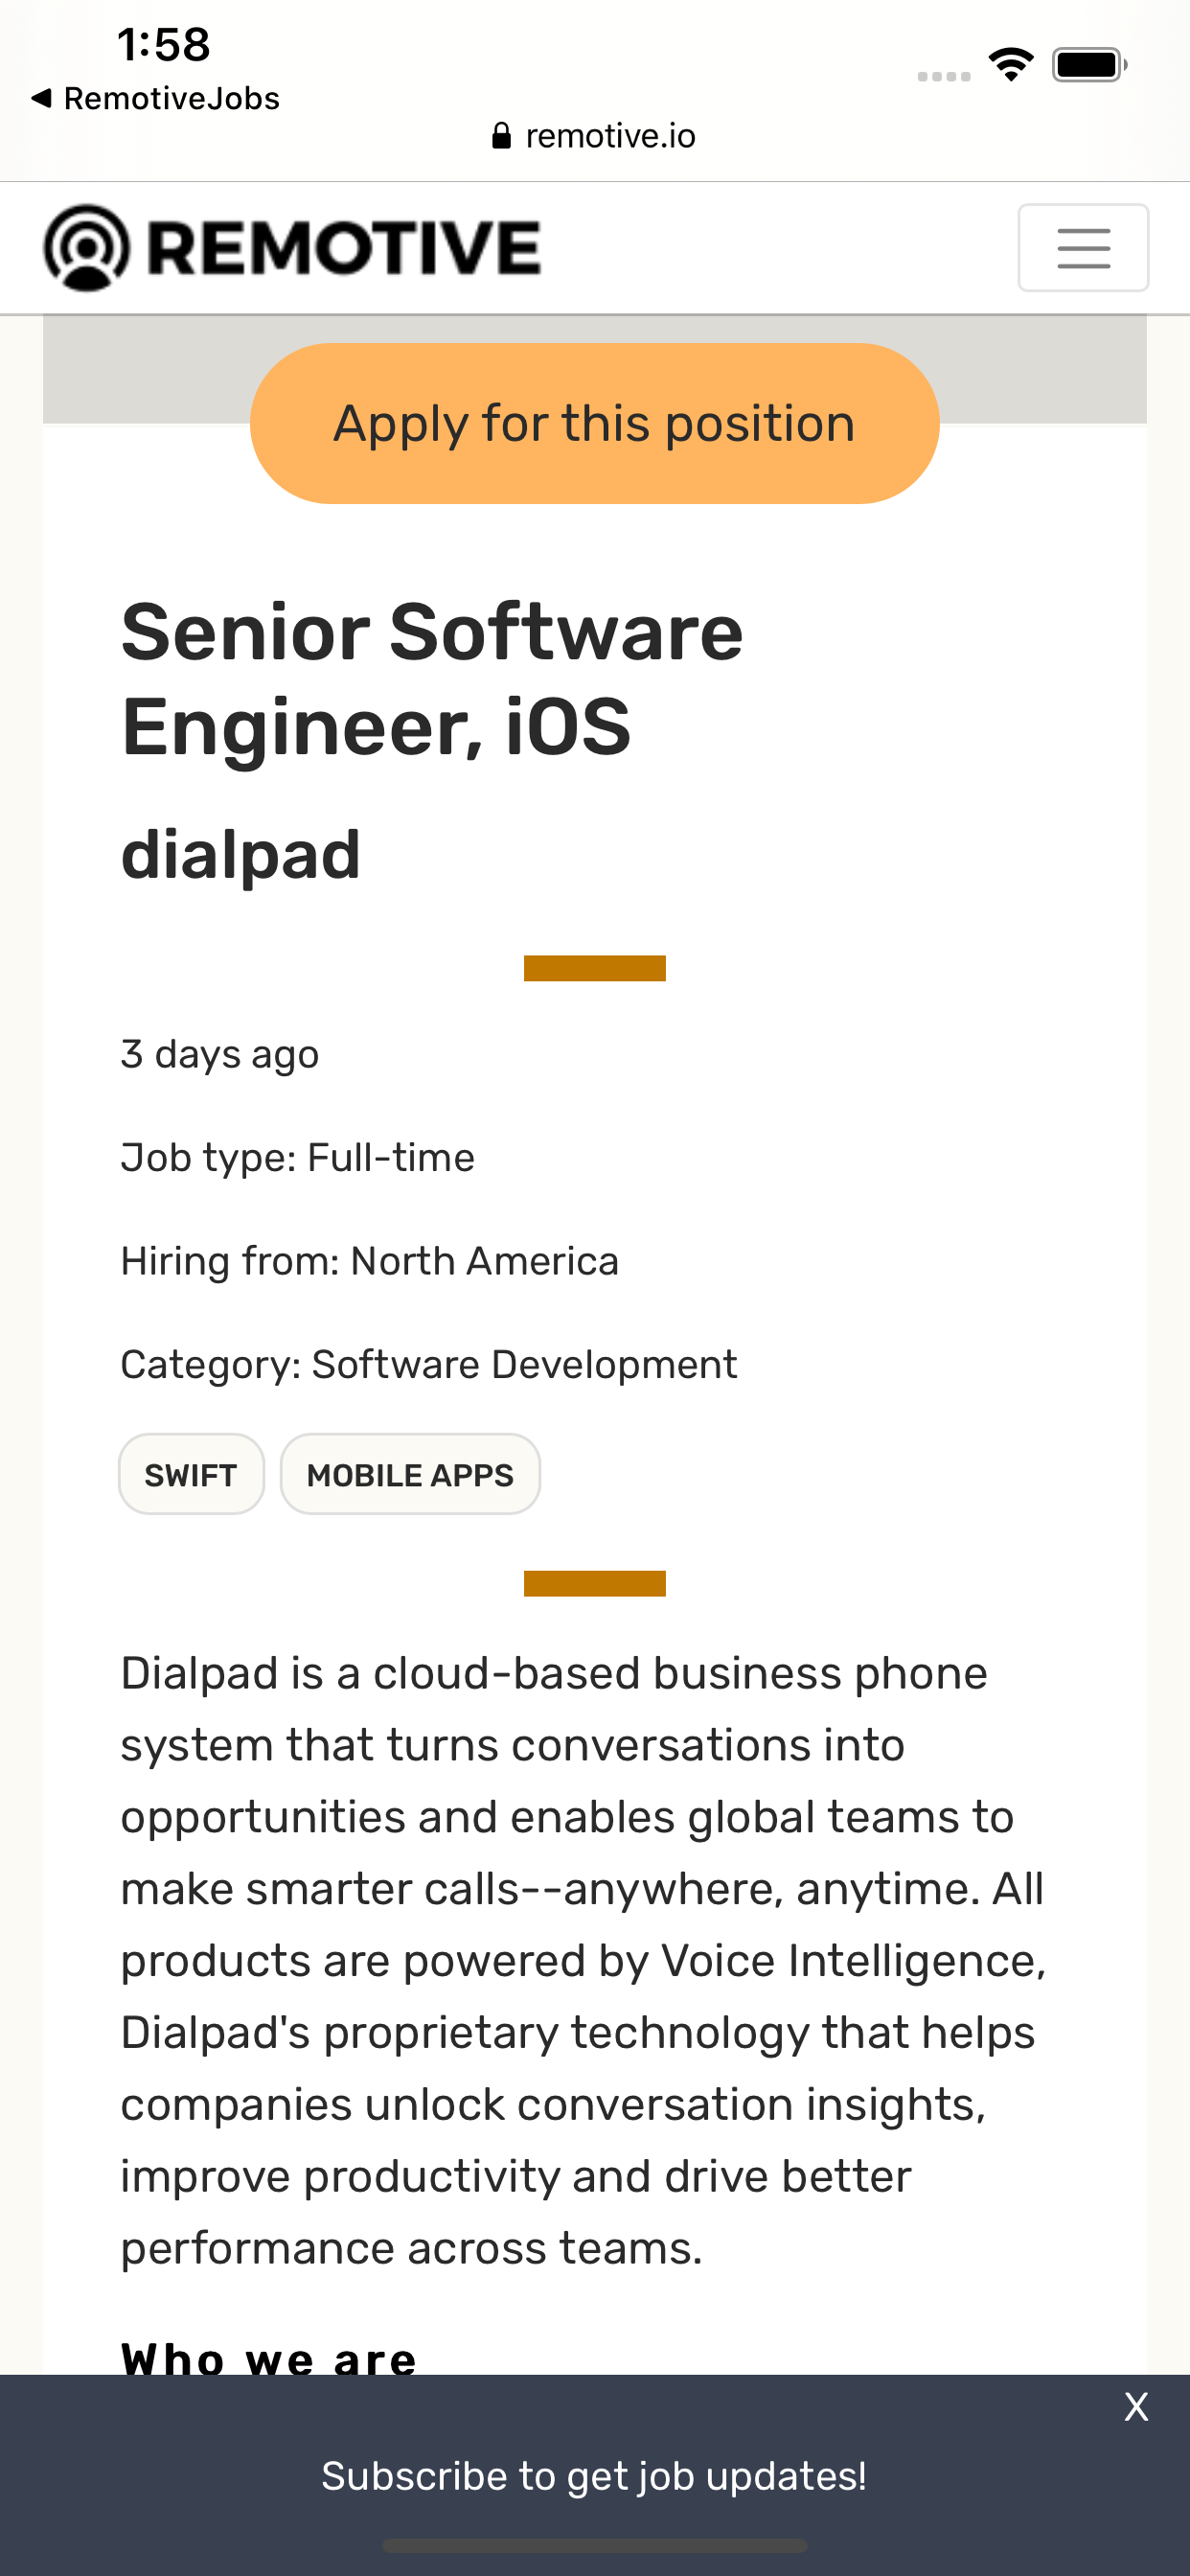 1:58
RemotiveJobs
remotive.io
REMOTIVE
Apply for this position
Senior Software
Engineer, iOS
dialpad
3 days ago
Job type: Full-time
Hiring from: North America
Category: Software Development
SWIFT MOBILE APPS
Dialpad is a cloud-based business phone
system that turns conversations into
opportunities and enables global teams to
make smarter calls--anywhere, anytime. All
products are powered by Voice Intelligence,
Dialpad's proprietary technology that helps
companies unlock conversation insights,
improve productivity and drive better
performance across teams.
Who we are
X
Subscribe to get job updates!